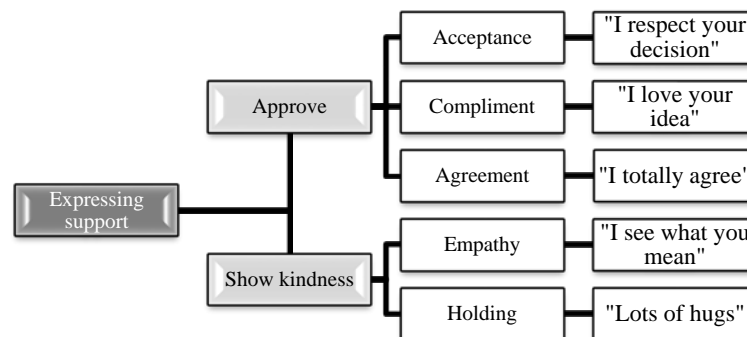 Expressing
support
Approve
Acceptance
"I respect your
decision"
Compliment
"I love your
idea"
Agreement
"I totally agree"
Show kindness
Empathy
"I see what you
mean"
Holding
"Lots of hugs"